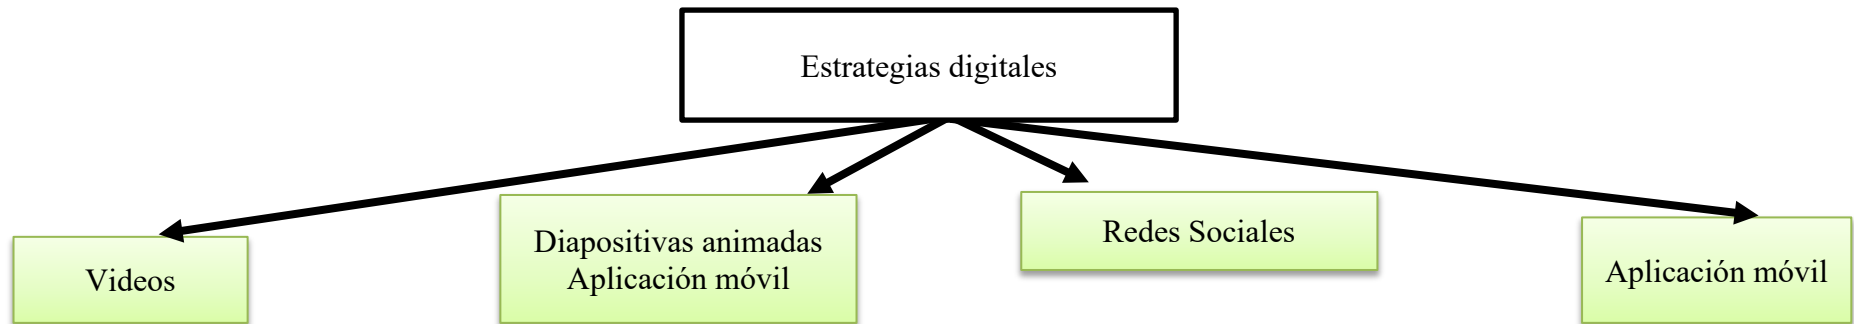 Estrategias digitales
Videos
Diapositivas animadas
Aplicación móvil
Redes Sociales
Aplicación móvil